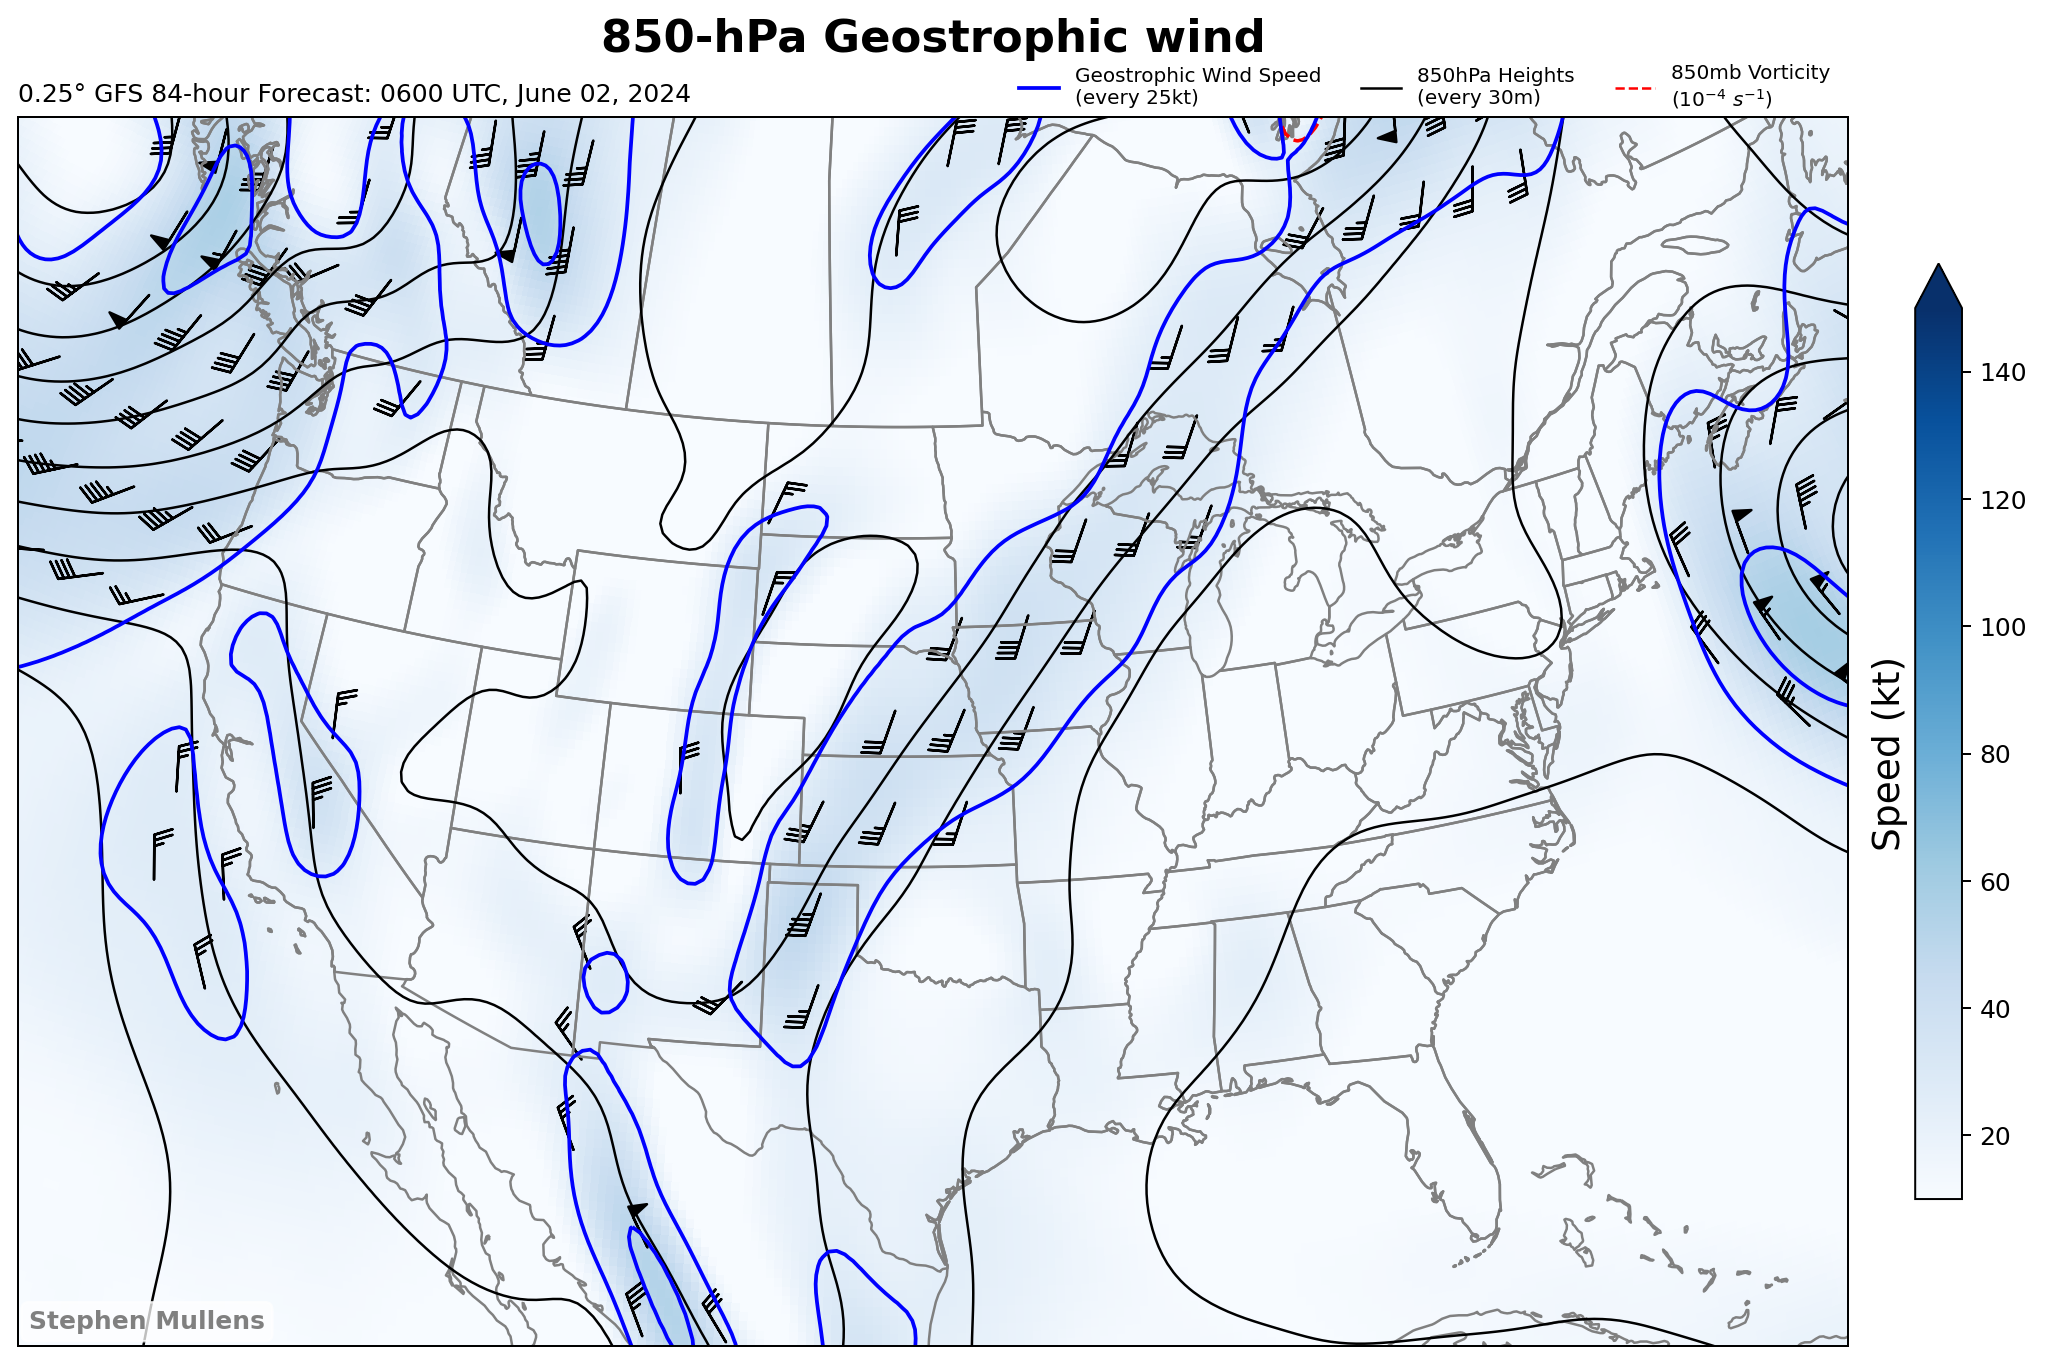 850-hPa Geostrophic wind
0.25° GFS 84-hour Forecast: 0600 UTC, June 02, 2024
Geostrophic Wind Speed
(every 25kt)
850hPa Heights
(every 30m)
850mb Vorticity
(10⁻⁴ s⁻¹)
140
120
100
80
60
40
20
Speed (kt)
Stephen Mullens